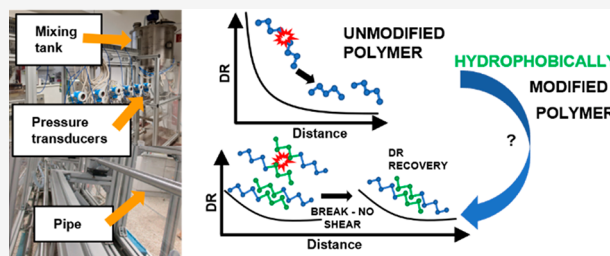 Mixing
tank
Pressure
transducers
Pipe
UNMODIFIED
POLYMER
DR
Distance
HYDROPHOBICALLY
MODIFIED
POLYMER
?
DR
RECOVERY
DR
BREAK - NO
SHEAR
Distance